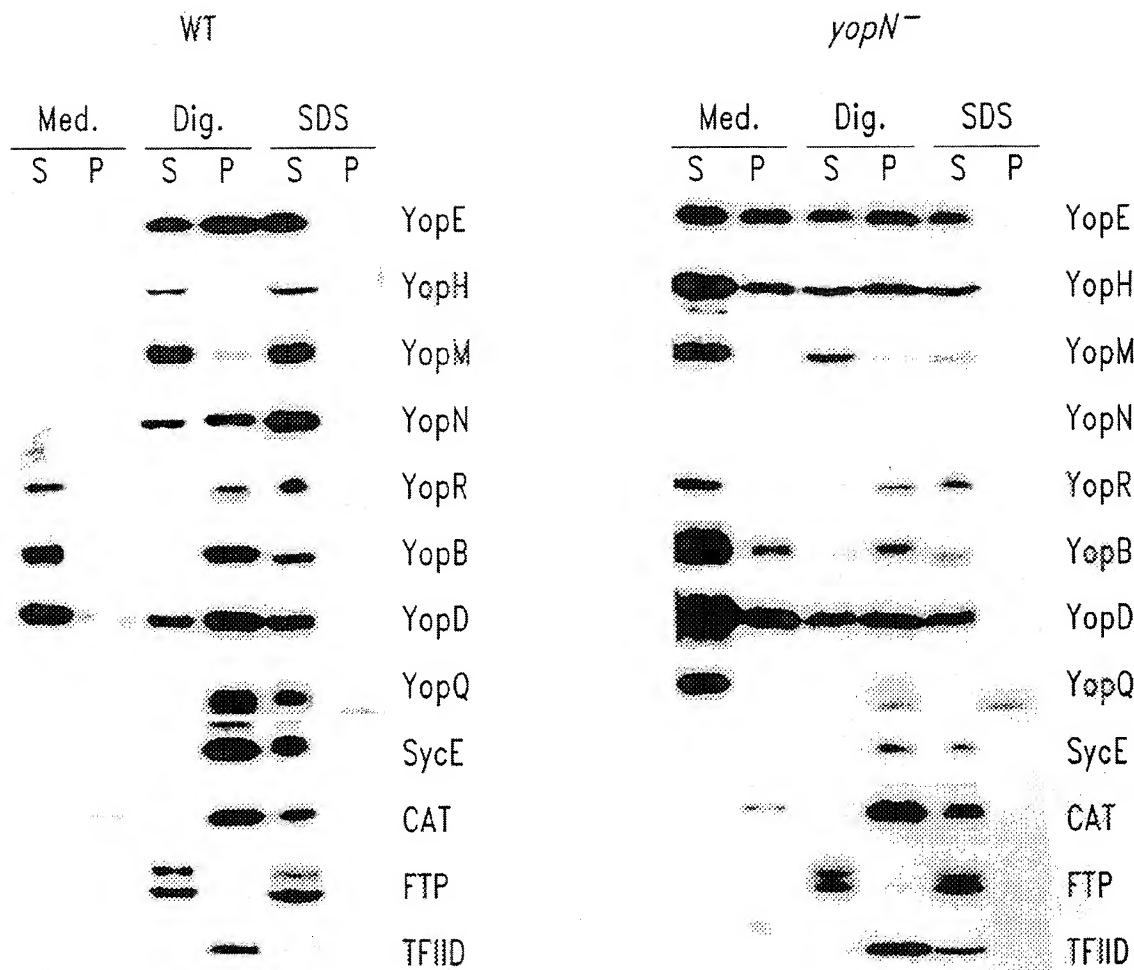 WT yopN⁻
Med. Dig. SDS Med. Dig. SDS
S P S P S P S P S P S P
YopE YopE
YopH YopH
YopM YopM
YopN YopN
YopR YopR
YopB YopB
YopD YopD
YopQ YopQ
SycE SycE
CAT CAT
FTP FTP
TFIID TFIID